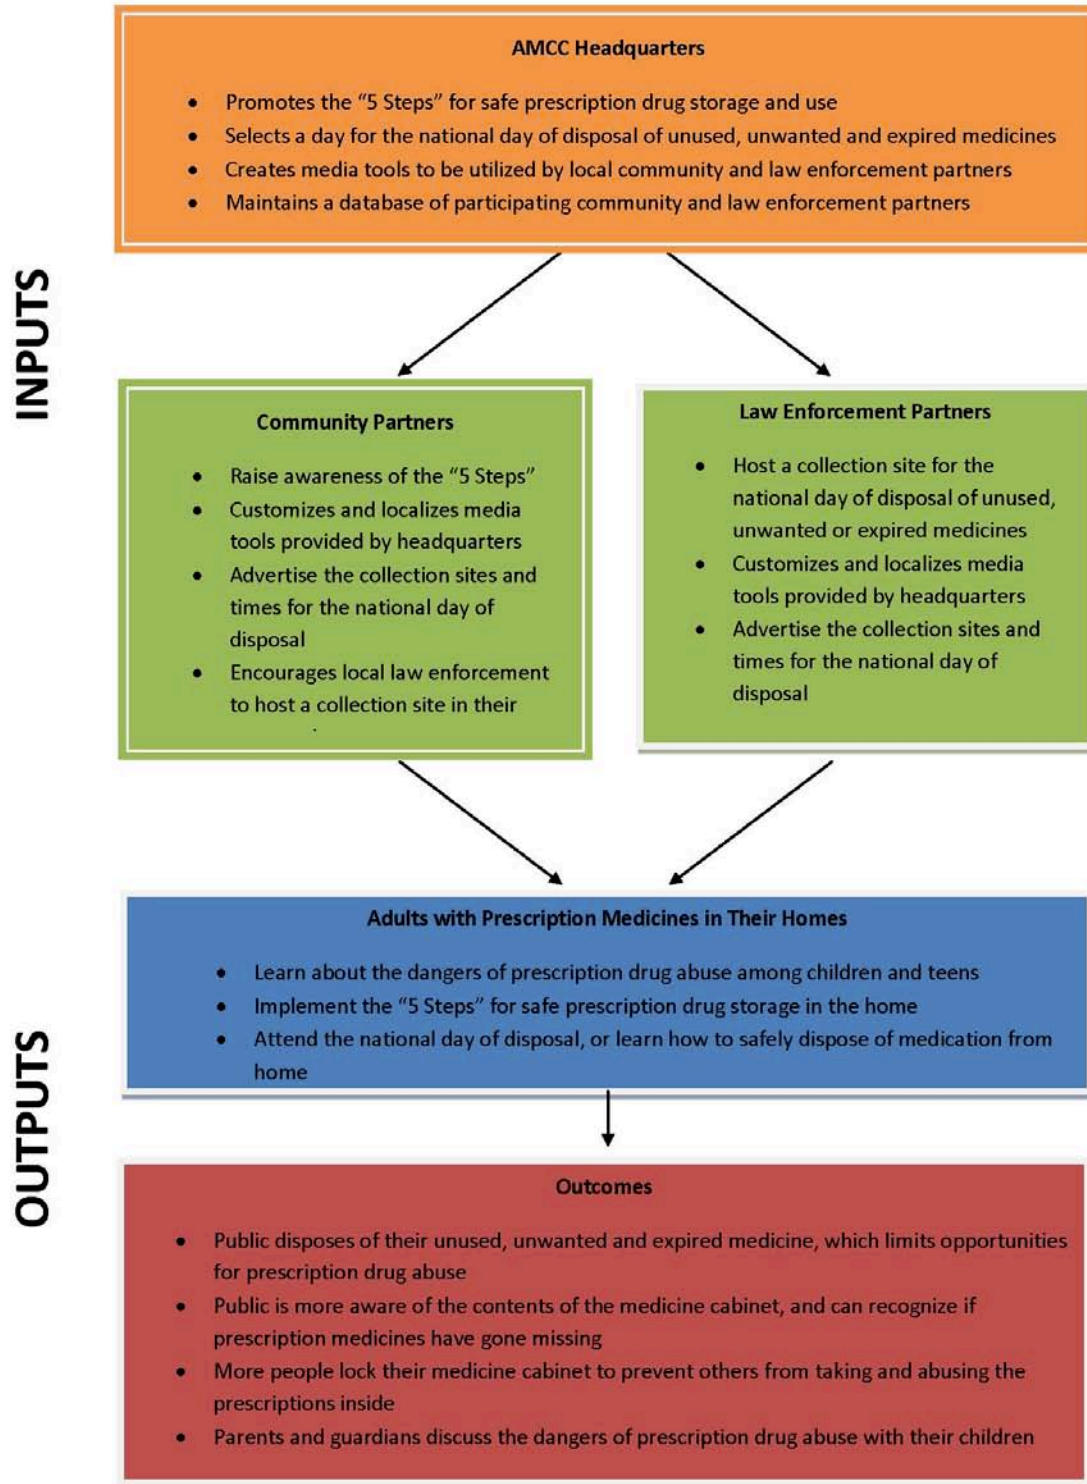 INPUTS
AMCC Headquarters
• Promotes the “5 Steps” for safe prescription drug storage and use
• Selects a day for the national day of disposal of unused, unwanted and expired medicines
• Creates media tools to be utilized by local community and law enforcement partners
• Maintains a database of participating community and law enforcement partners
Community Partners
• Raise awareness of the “5 Steps”
• Customizes and localizes media
tools provided by headquarters
• Advertise the collection sites and
times for the national day of
disposal
• Encourages local law enforcement
to host a collection site in their
Law Enforcement Partners
• Host a collection site for the
national day of disposal of unused,
unwanted or expired medicines
• Customizes and localizes media
tools provided by headquarters
• Advertise the collection sites and
times for the national day of
disposal
OUTPUTS
Adults with Prescription Medicines in Their Homes
• Learn about the dangers of prescription drug abuse among children and teens
• Implement the “5 Steps” for safe prescription drug storage in the home
• Attend the national day of disposal, or learn how to safely dispose of medication from
home
Outcomes
• Public disposes of their unused, unwanted and expired medicine, which limits opportunities
for prescription drug abuse
• Public is more aware of the contents of the medicine cabinet, and can recognize if
prescription medicines have gone missing
• More people lock their medicine cabinet to prevent others from taking and abusing the
prescriptions inside
• Parents and guardians discuss the dangers of prescription drug abuse with their children